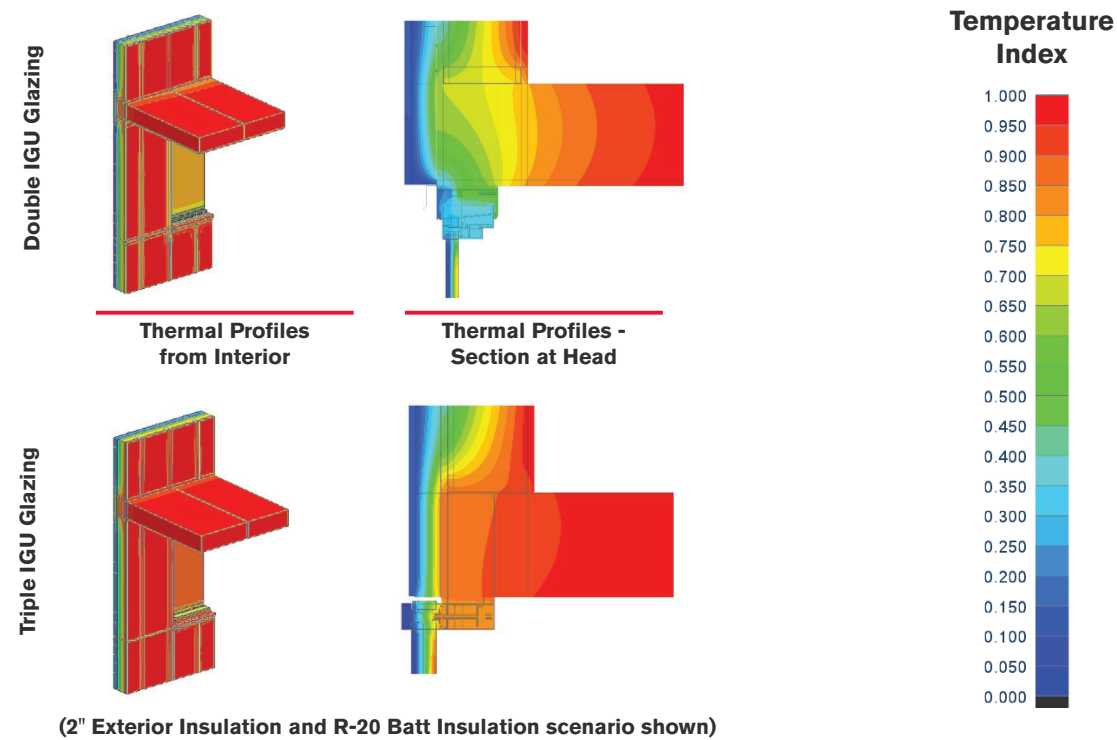 Double IGU Glazing
Thermal Profiles
from Interior
Thermal Profiles -
Section at Head
Triple IGU Glazing
(2" Exterior Insulation and R-20 Batt Insulation scenario shown)
Temperature
Index
1.000
0.950
0.900
0.850
0.800
0.750
0.700
0.650
0.600
0.550
0.500
0.450
0.400
0.350
0.300
0.250
0.200
0.150
0.100
0.050
0.000